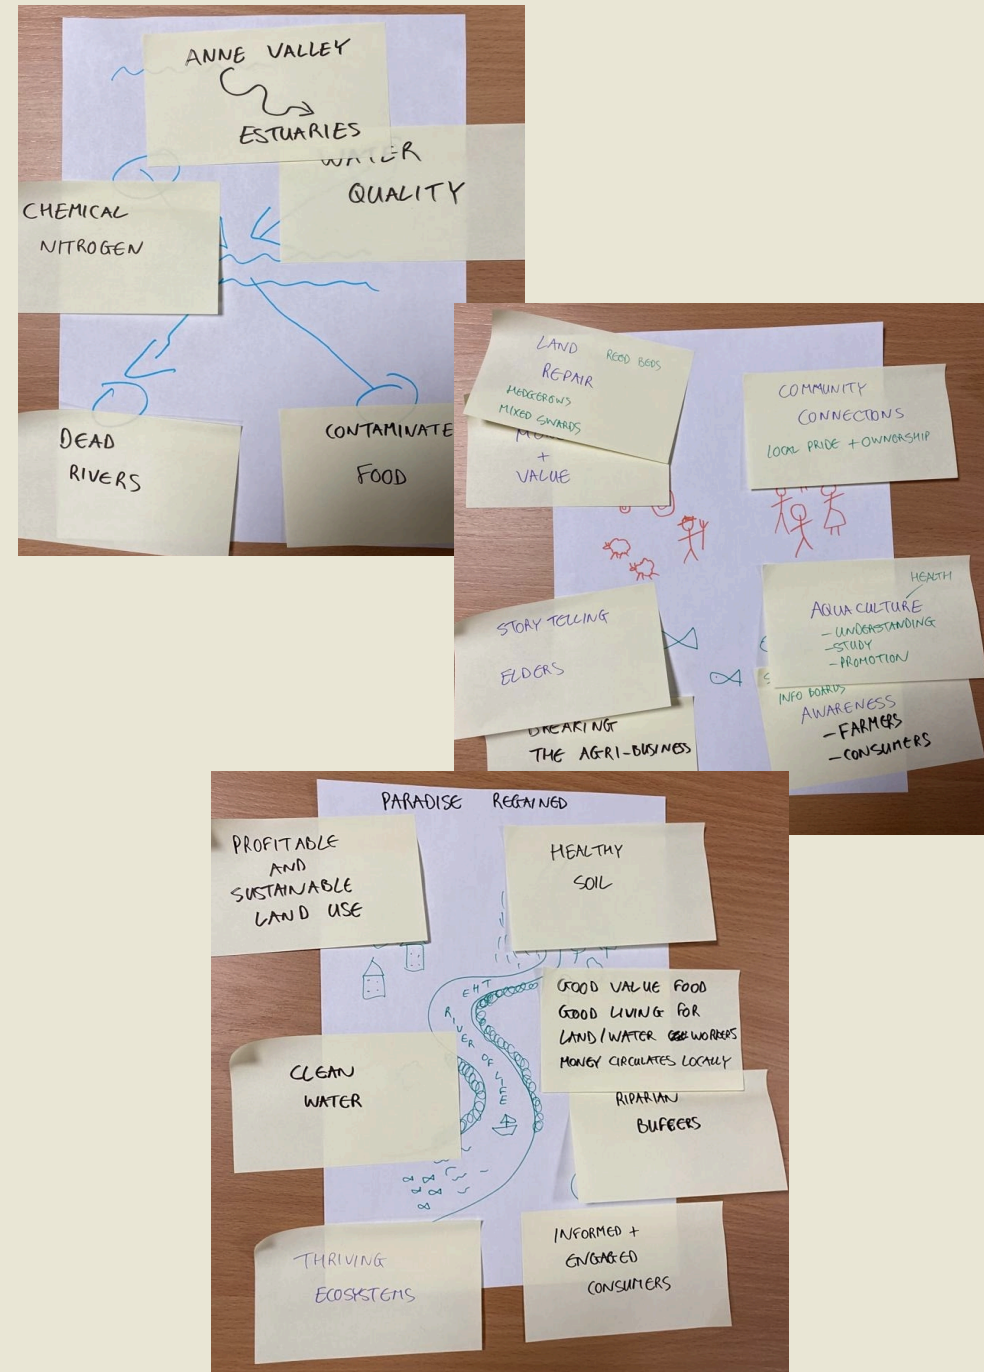 ANNE VALLEY
ESTUARIES
WATER
QUALITY
CHEMICAL
NITROGEN
DEAD
RIVERS
CONTAMINATE
FOOD
LAND
REED BEDS
REPAIR
HEDGEROWS
MIXED SWARDS
+
VALUE
COMMUNITY
CONNECTIONS
LOCAL PRIDE + OWNERSHIP
STORY TELLING
ELDERS
BREAKING
THE AGRI-BUSINESS
HEALTH
AQUACULTURE
- UNDERSTANDING
- STUDY
- PROMOTION
INFO BOARDS
AWARENESS
- FARMERS
- CONSUMERS
PARADISE REGAINED
PROFITABLE
AND
SUSTAINABLE
LAND USE
HEALTHY
SOIL
THE
RIVER OF LIFE
GOOD VALUE FOOD
GOOD LIVING FOR
LAND/WATER WORKERS
MONEY CIRCULATES LOCALLY
CLEAN
WATER
RIPARIAN
BUFFERS
THRIVING
ECOSYSTEMS
INFORMED +
ENGAGED
CONSUMERS